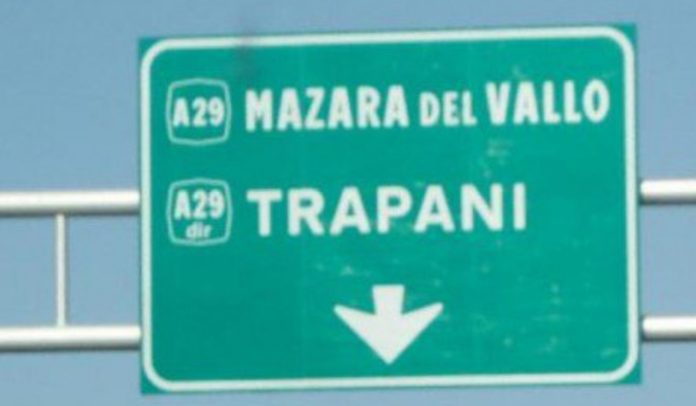 A29 MAZARA DEL VALLO
A29 dir TRAPANI